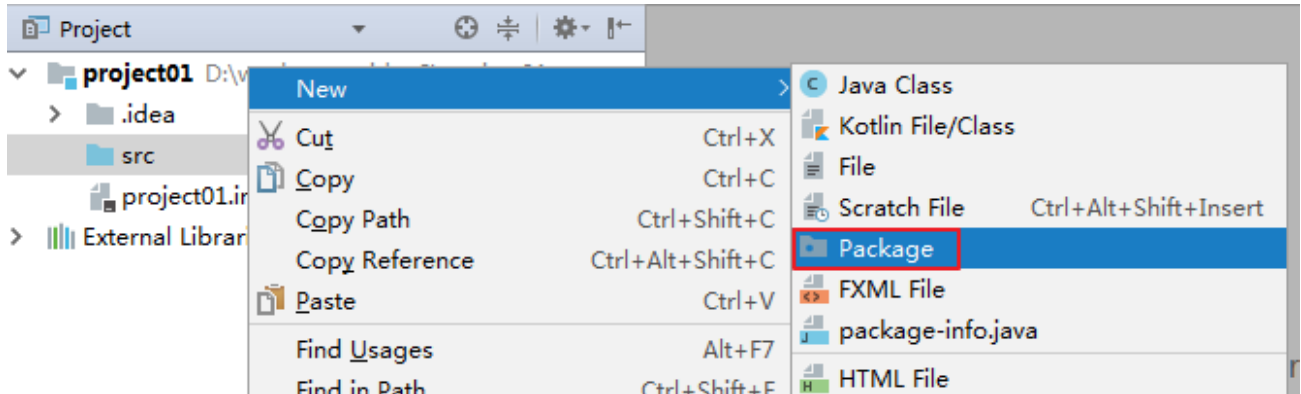 Project
project01 D:\
.idea
src
project01.
External Librar
New
Cut Ctrl+X
Copy Ctrl+C
Copy Path Ctrl+Shift+C
Copy Reference Ctrl+Alt+Shift+C
Paste Ctrl+V
Find Usages Alt+F7
Find in Path Ctrl+Shift+F
Java Class
Kotlin File/Class
File
Scratch File Ctrl+Alt+Shift+Insert
Package
FXML File
package-info.java
HTML File